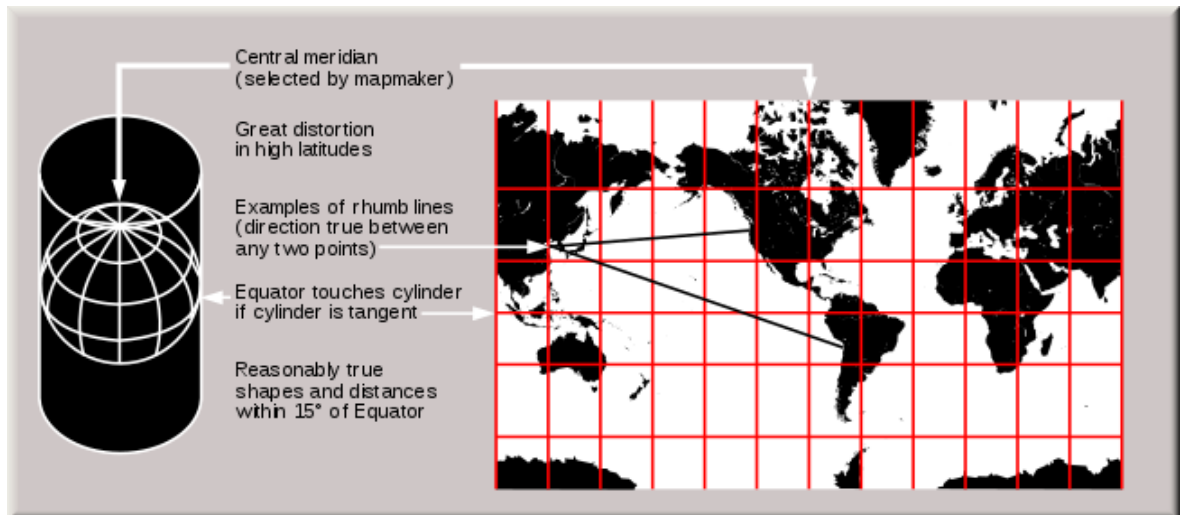 Central meridian
(selected by mapmaker)
Great distortion
in high latitudes
Examples of rhumb lines
(direction true between
any two points)
Equator touches cylinder
if cylinder is tangent
Reasonably true
shapes and distances
within 15° of Equator